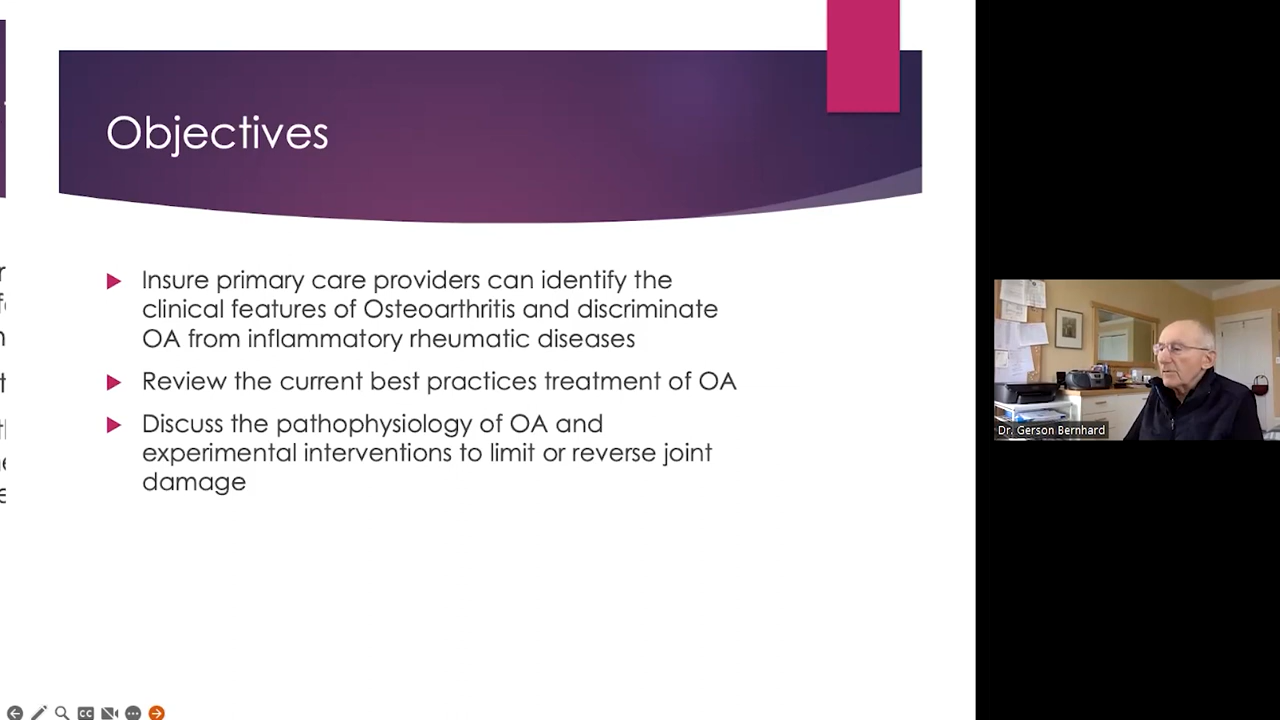 Objectives
Insure primary care providers can identify the
clinical features of Osteoarthritis and discriminate
OA from inflammatory rheumatic diseases
Review the current best practices treatment of OA
Discuss the pathophysiology of OA and
experimental interventions to limit or reverse joint
damage
Dr. Gerson Bernhard
CC